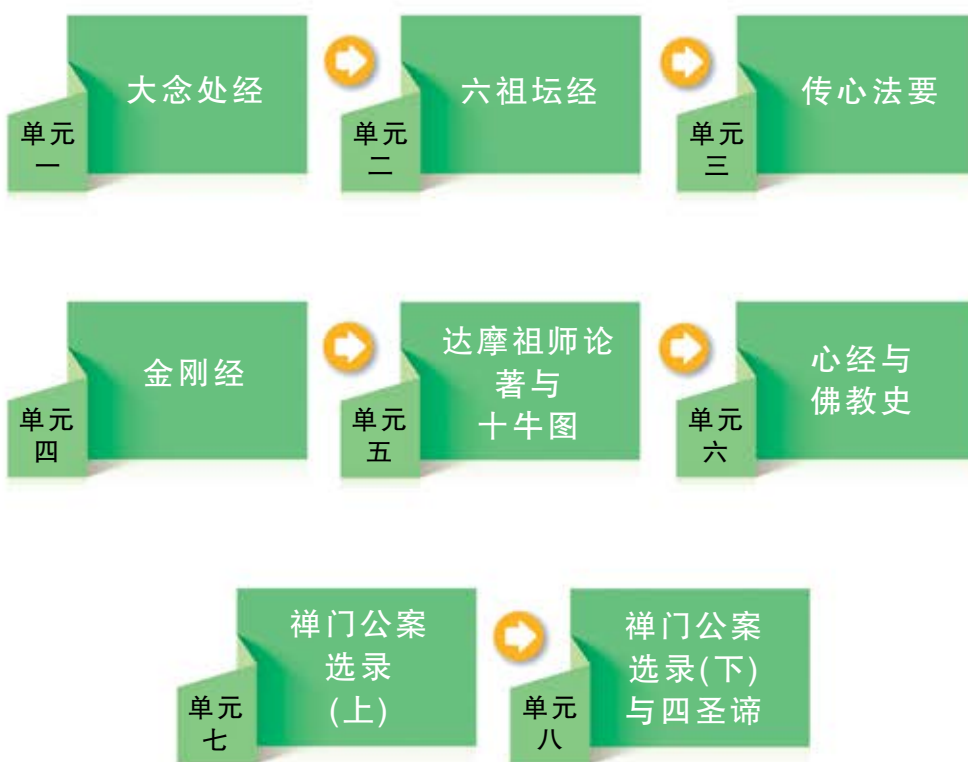 大念处经
单元
一
六祖坛经
单元
二
传心法要
单元
三
金刚经
单元
四
达摩祖师论
著与
十牛图
单元
五
心经与
佛教史
单元
六
禅门公案
选录
(上)
单元
七
禅门公案
选录(下)
与四圣谛
单元
八